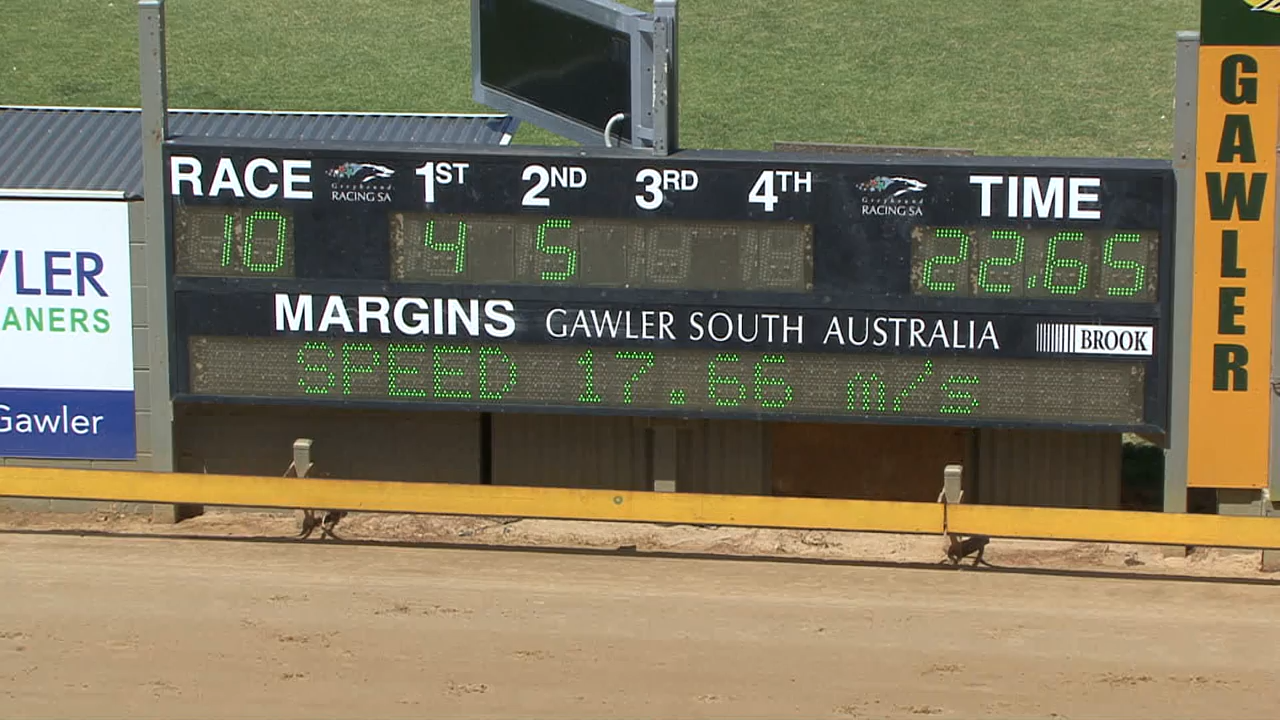 RACE Greyhound RACING SA 1ST 2ND 3RD 4TH Greyhound RACING SA TIME
10 4 5 22.65
MARGINS GAWLER SOUTH AUSTRALIA BROOK
SPEED 17.66 m/s
GAWLER
LER
ANERS
Gawler